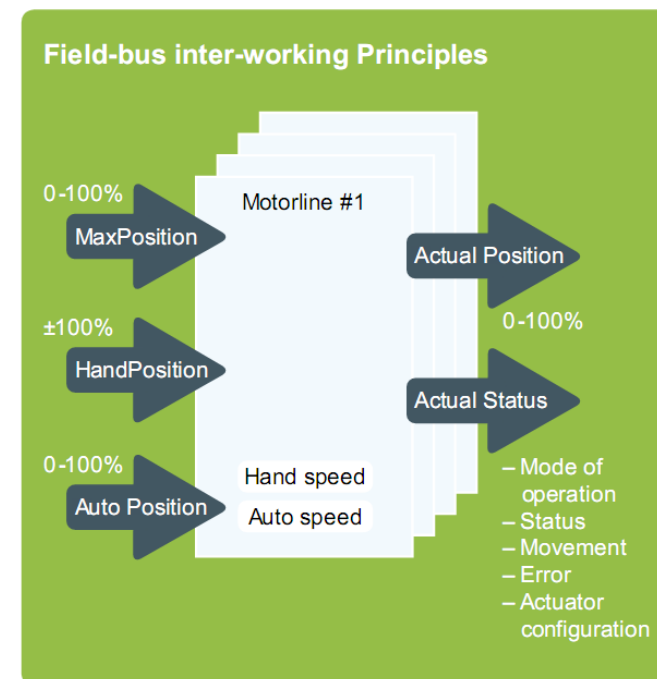 Field-bus inter-working Principles
0-100%
MaxPosition
±100%
HandPosition
0-100%
Auto Position
Motorline #1
Hand speed
Auto speed
Actual Position
0-100%
Actual Status
– Mode of
operation
– Status
– Movement
– Error
– Actuator
configuration